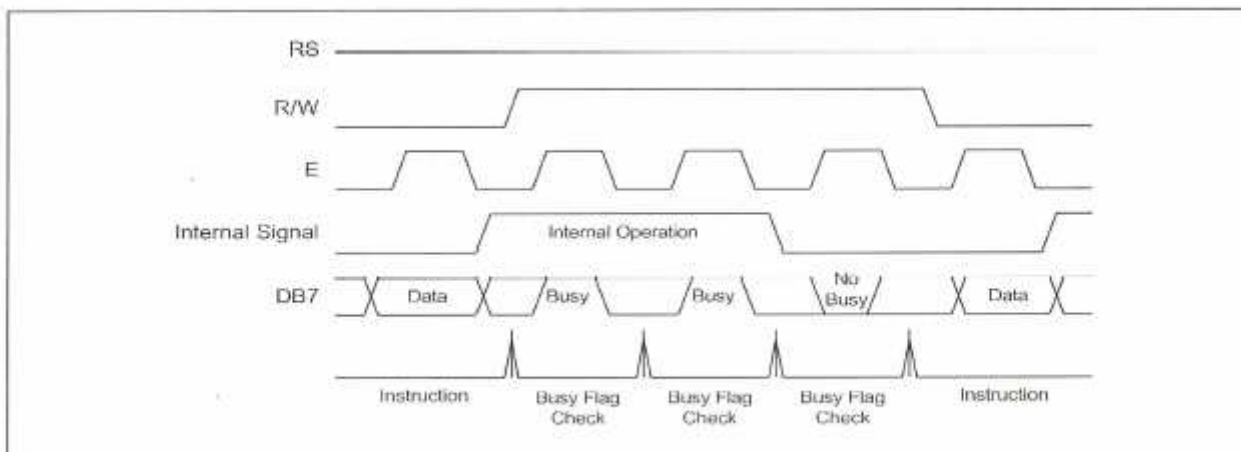 RS
R/W
E
Internal Signal
Internal Operation
DB7
Data
Busy
Busy
No
Busy
Data
Instruction
Busy Flag
Check
Busy Flag
Check
Busy Flag
Check
Instruction